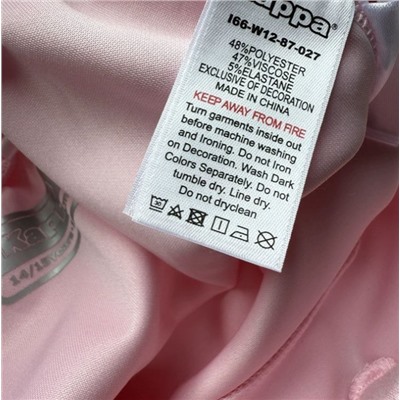 kappa
I66-W12-87-027
48%POLYESTER
47%VISCOSE
5%ELASTANE
EXCLUSIVE OF DECORATION
MADE IN CHINA
KEEP AWAY FROM FIRE
Turn garments inside out
before machine washing
and Ironing. Do not Iron
on Decoration. Wash Dark
Colors Separately. Do not
tumble dry. Line dry.
Do not dryclean